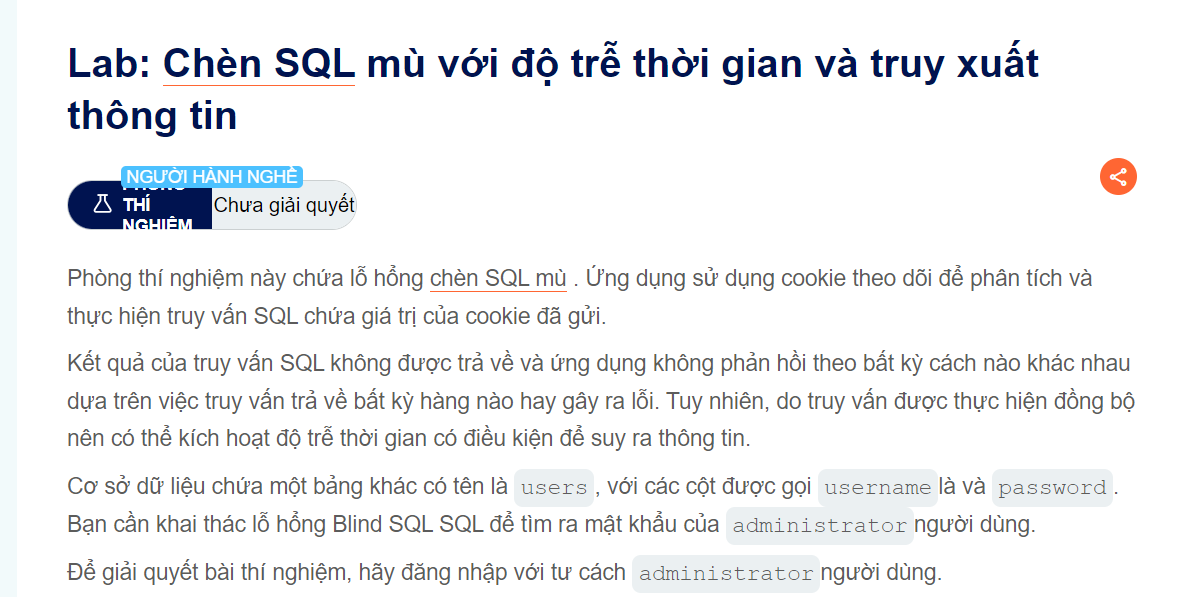 Lab: Chèn SQL mù với độ trễ thời gian và truy xuất
thông tin
NGƯỜI HÀNH NGHỀ
PHÒNG
THÍ
NGHIỆM
Chưa giải quyết
Phòng thí nghiệm này chứa lỗ hổng chèn SQL mù . Ứng dụng sử dụng cookie theo dõi để phân tích và
thực hiện truy vấn SQL chứa giá trị của cookie đã gửi.
Kết quả của truy vấn SQL không được trả về và ứng dụng không phản hồi theo bất kỳ cách nào khác nhau
dựa trên việc truy vấn trả về bất kỳ hàng nào hay gây ra lỗi. Tuy nhiên, do truy vấn được thực hiện đồng bộ
nên có thể kích hoạt độ trễ thời gian có điều kiện để suy ra thông tin.
Cơ sở dữ liệu chứa một bảng khác có tên là users , với các cột được gọi username là và password .
Bạn cần khai thác lỗ hổng Blind SQL SQL để tìm ra mật khẩu của administrator người dùng.
Để giải quyết bài thí nghiệm, hãy đăng nhập với tư cách administrator người dùng.